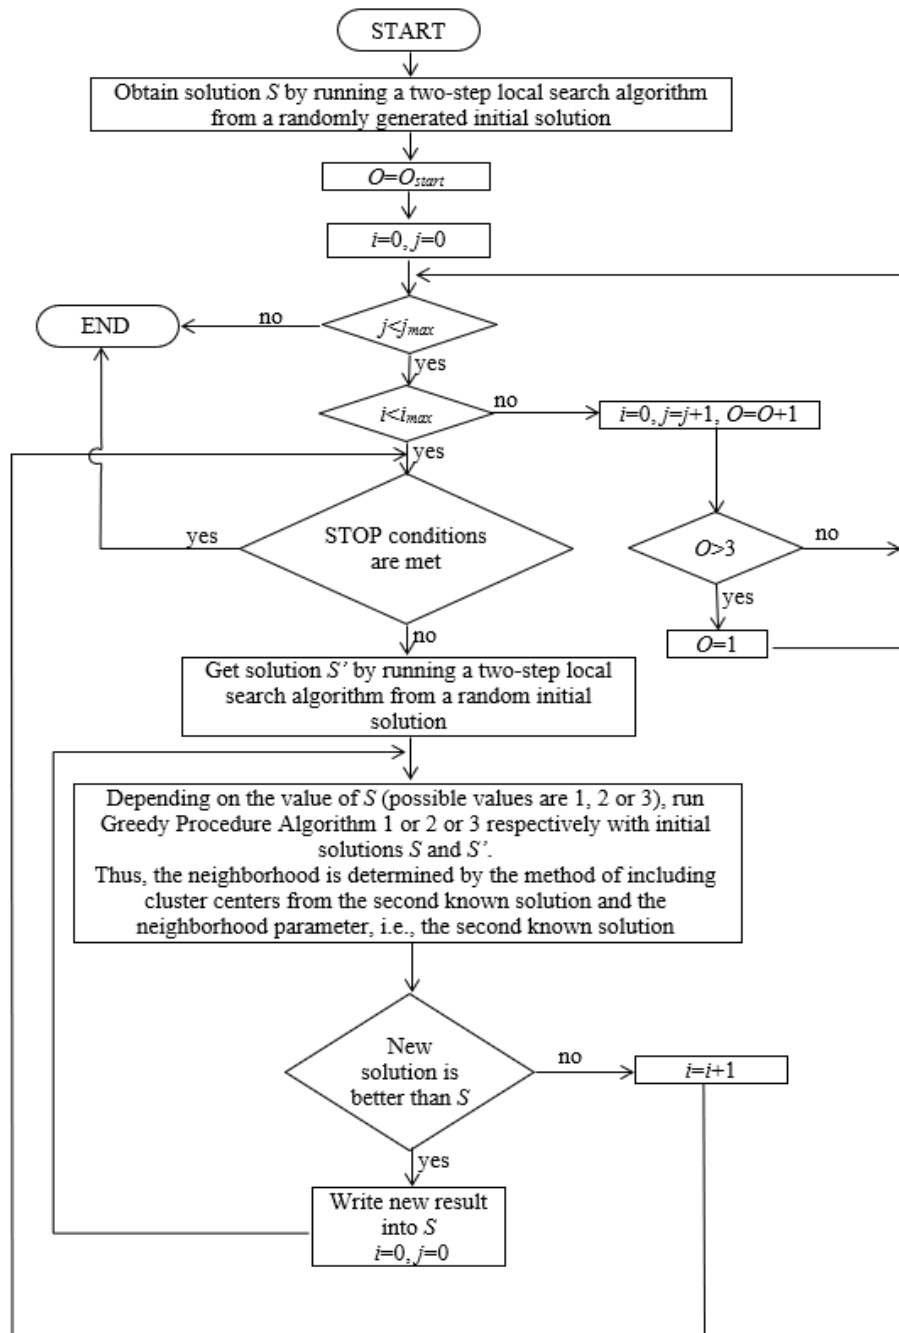 START
Obtain solution S by running a two-step local search algorithm
from a randomly generated initial solution
O=Ostart
i=0, j=0
END
no
j<jmax
yes
i<imax
no
i=0, j=j+1, O=O+1
yes
yes
STOP conditions
are met
O>3
no
yes
no
O=1
Get solution S’ by running a two-step local
search algorithm from a random initial
solution
Depending on the value of S (possible values are 1, 2 or 3), run
Greedy Procedure Algorithm 1 or 2 or 3 respectively with initial
solutions S and S’.
Thus, the neighborhood is determined by the method of including
cluster centers from the second known solution and the
neighborhood parameter, i.e., the second known solution
New
solution is
better than S
no
i=i+1
yes
Write new result
into S
i=0, j=0